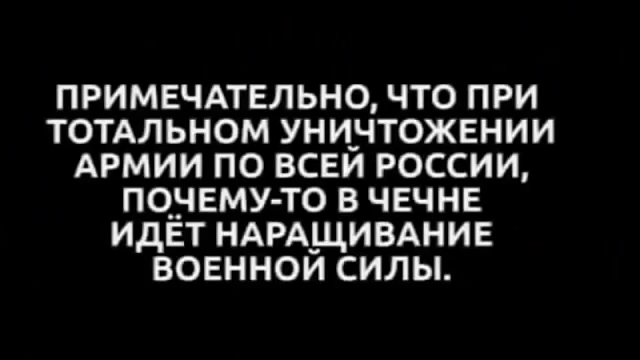 ПРИМЕЧАТЕЛЬНО, ЧТО ПРИ
ТОТАЛЬНОМ УНИЧТОЖЕНИИ
АРМИИ ПО ВСЕЙ РОССИИ,
ПОЧЕМУ-ТО В ЧЕЧНЕ
ИДЁТ НАРАЩИВАНИЕ
ВОЕННОЙ СИЛЫ.